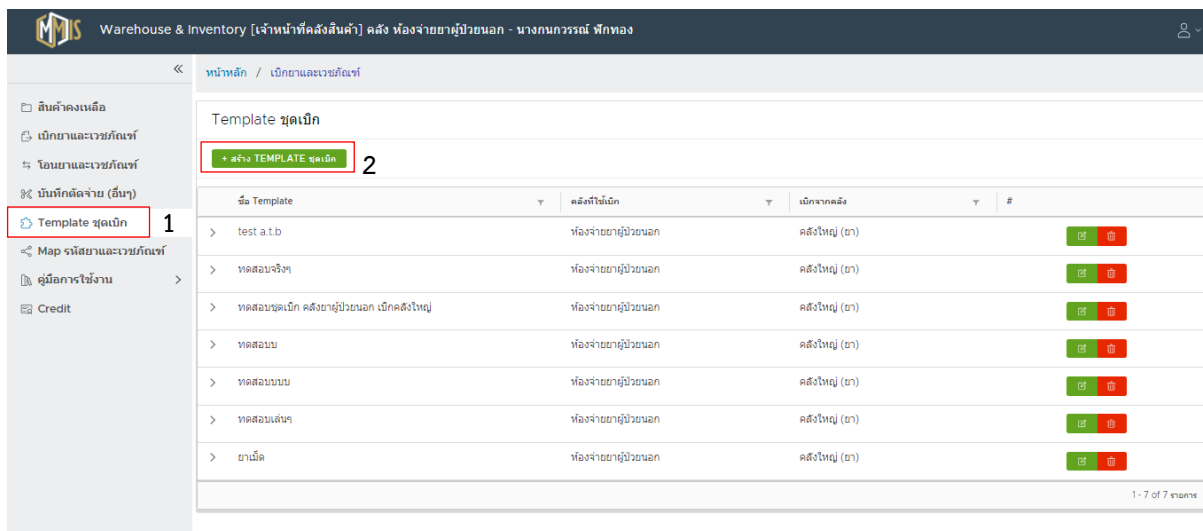 MMIS
Warehouse & Inventory [เจ้าหน้าที่คลังสินค้า] คลัง ห้องจ่ายยาผู้ป่วยนอก - นางกนกวรรณ์ ฟักทอง
หน้าหลัก / เบิกยาและเวชภัณฑ์
สินค้าคงเหลือ
เบิกยาและเวชภัณฑ์
โอนยาและเวชภัณฑ์
บันทึกตัดจ่าย (อื่นๆ)
Template ชุดเบิก 1
Map รหัสยาและเวชภัณฑ์
คู่มือการใช้งาน
Credit
Template ชุดเบิก
+ สร้าง TEMPLATE ชุดเบิก 2
ชื่อ Template คลังที่ใช้เบิก เบิกจากคลัง #
test a.t.b ห้องจ่ายยาผู้ป่วยนอก คลังใหญ่ (ยา)
ทดสอบจริงๆ ห้องจ่ายยาผู้ป่วยนอก คลังใหญ่ (ยา)
ทดสอบชุดเบิก คลังยาผู้ป่วยนอก เบิกคลังใหญ่ ห้องจ่ายยาผู้ป่วยนอก คลังใหญ่ (ยา)
ทดสอบบ ห้องจ่ายยาผู้ป่วยนอก คลังใหญ่ (ยา)
ทดสอบบบบ ห้องจ่ายยาผู้ป่วยนอก คลังใหญ่ (ยา)
ทดสอบเล่นๆ ห้องจ่ายยาผู้ป่วยนอก คลังใหญ่ (ยา)
ยาเม็ด ห้องจ่ายยาผู้ป่วยนอก คลังใหญ่ (ยา)
1 - 7 of 7 รายการ